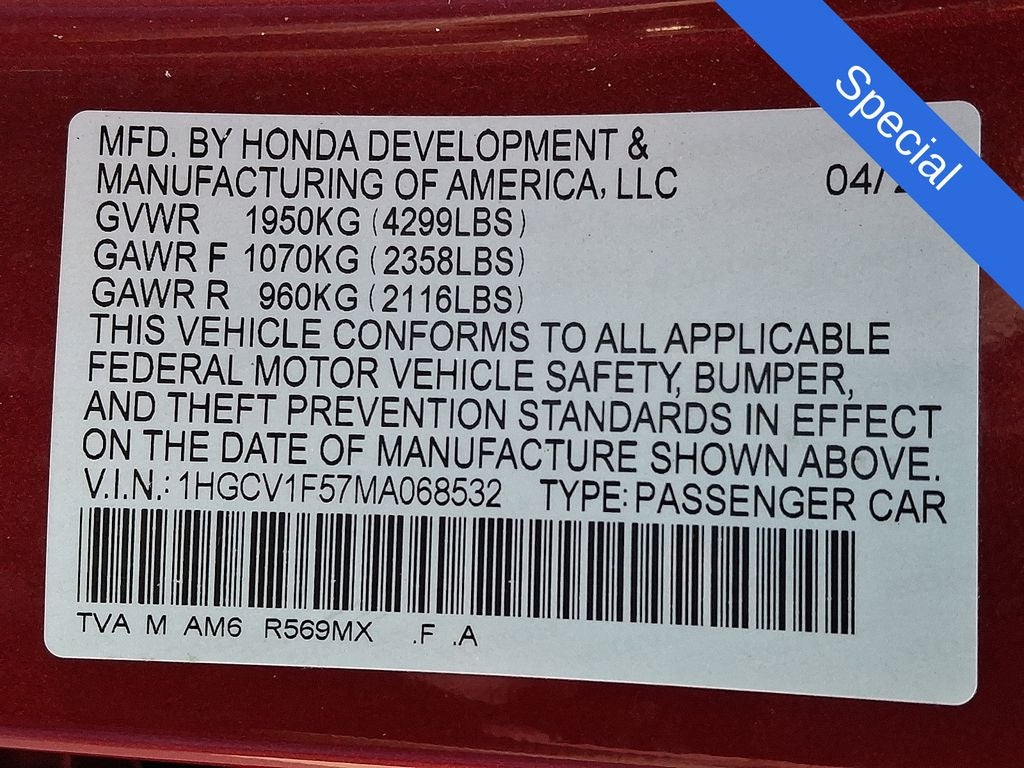 Special
MFD. BY HONDA DEVELOPMENT &
MANUFACTURING OF AMERICA, LLC 04/
GVWR 1950KG (4299LBS)
GAWR F 1070KG (2358LBS)
GAWR R 960KG (2116LBS)
THIS VEHICLE CONFORMS TO ALL APPLICABLE
FEDERAL MOTOR VEHICLE SAFETY, BUMPER,
AND THEFT PREVENTION STANDARDS IN EFFECT
ON THE DATE OF MANUFACTURE SHOWN ABOVE.
V.I.N.: 1HGCV1F57MA068532 TYPE: PASSENGER CAR
TVA M AM6 R569MX .F .A